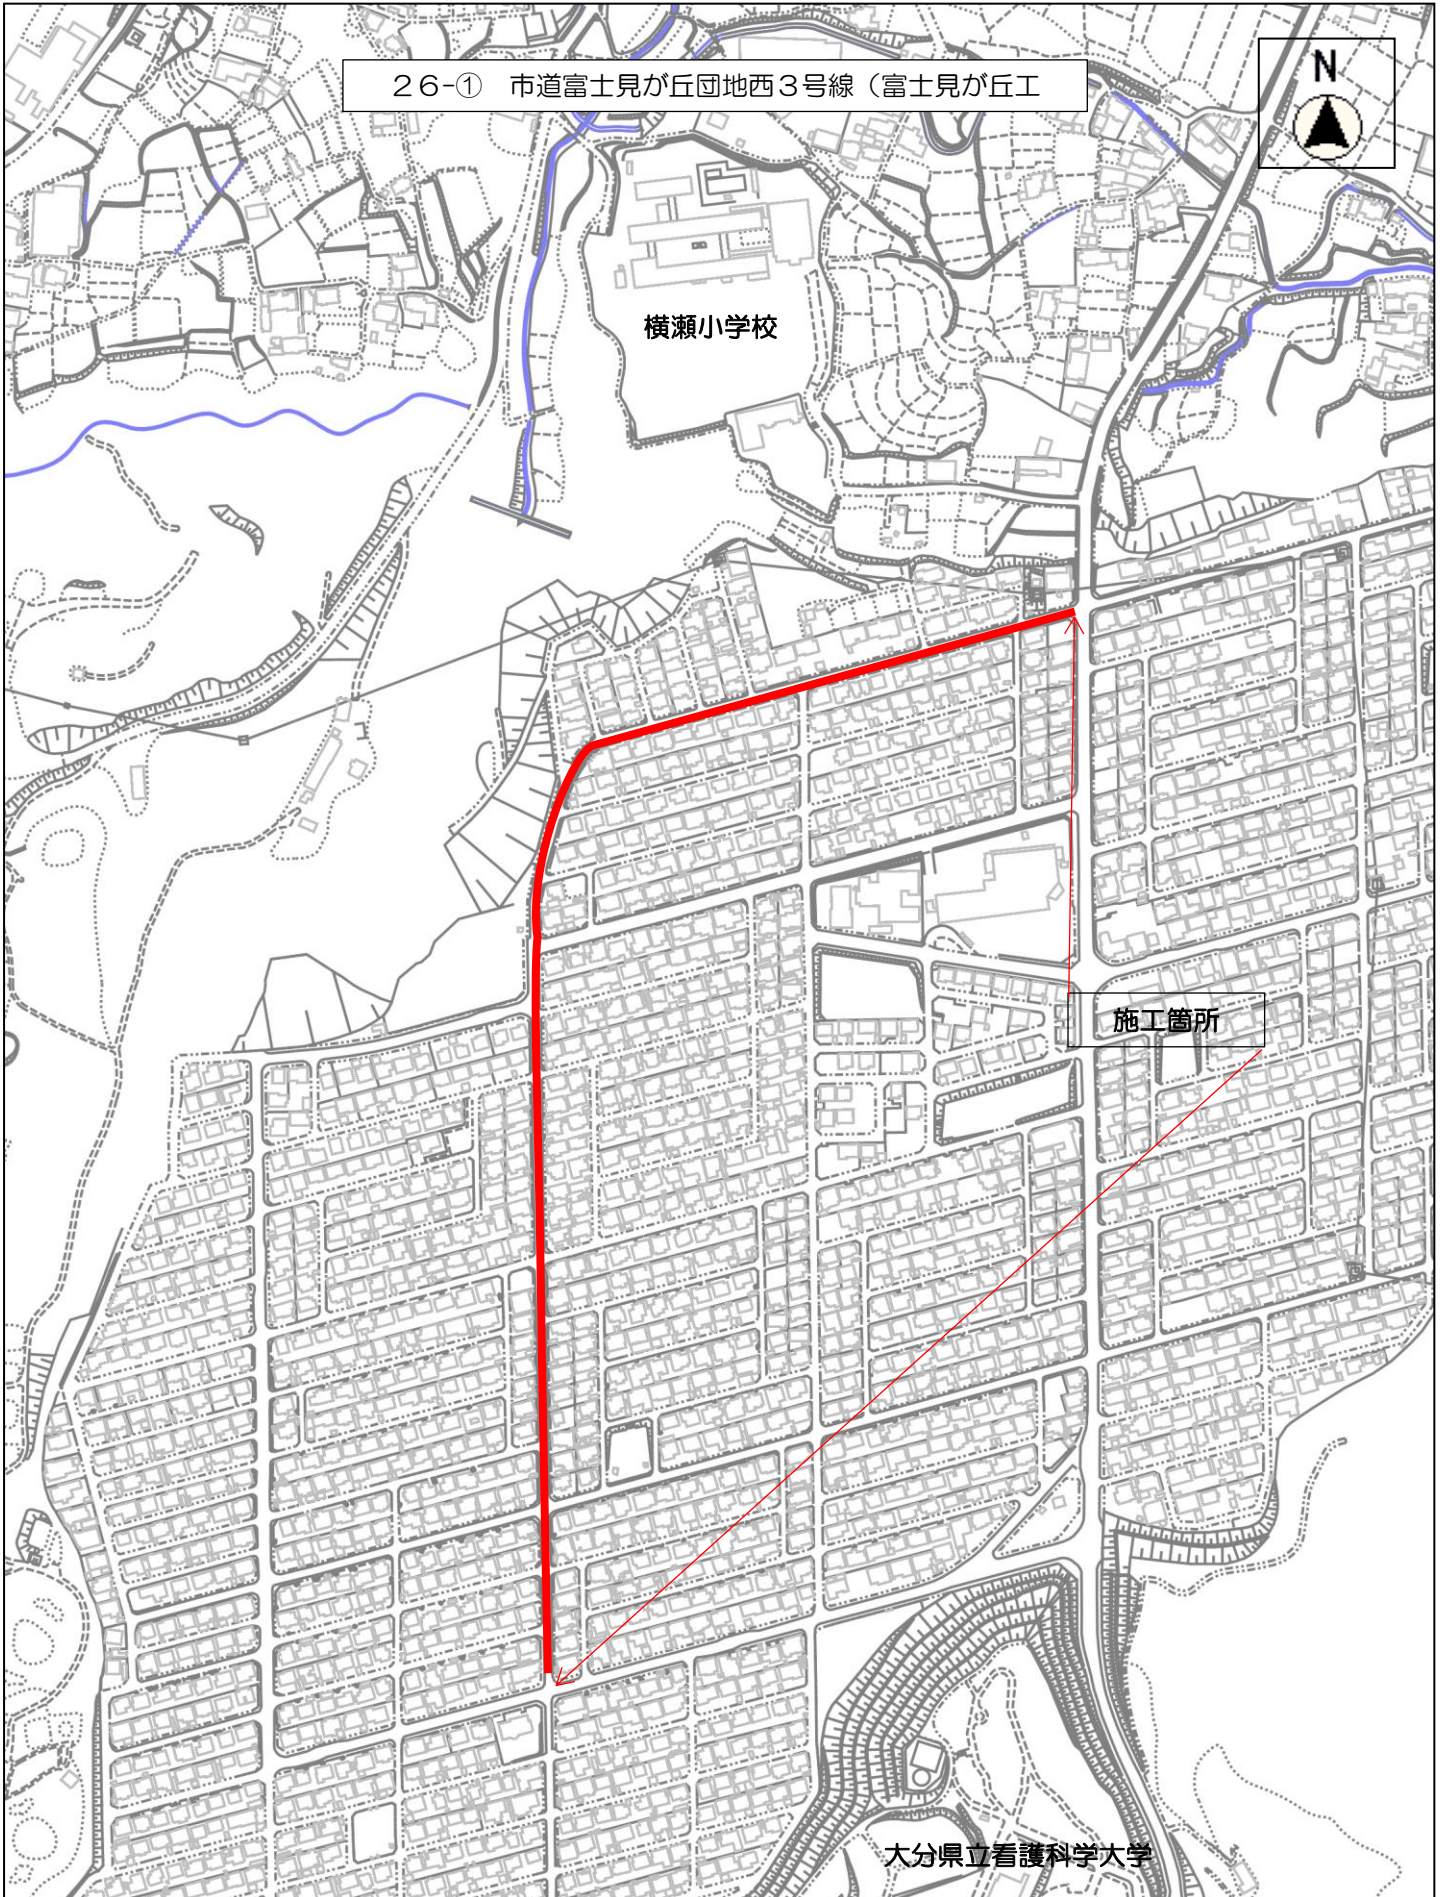 26-① 市道富士見が丘団地西3号線（富士見が丘工
N
横瀬小学校
施工箇所
大分県立看護科学大学